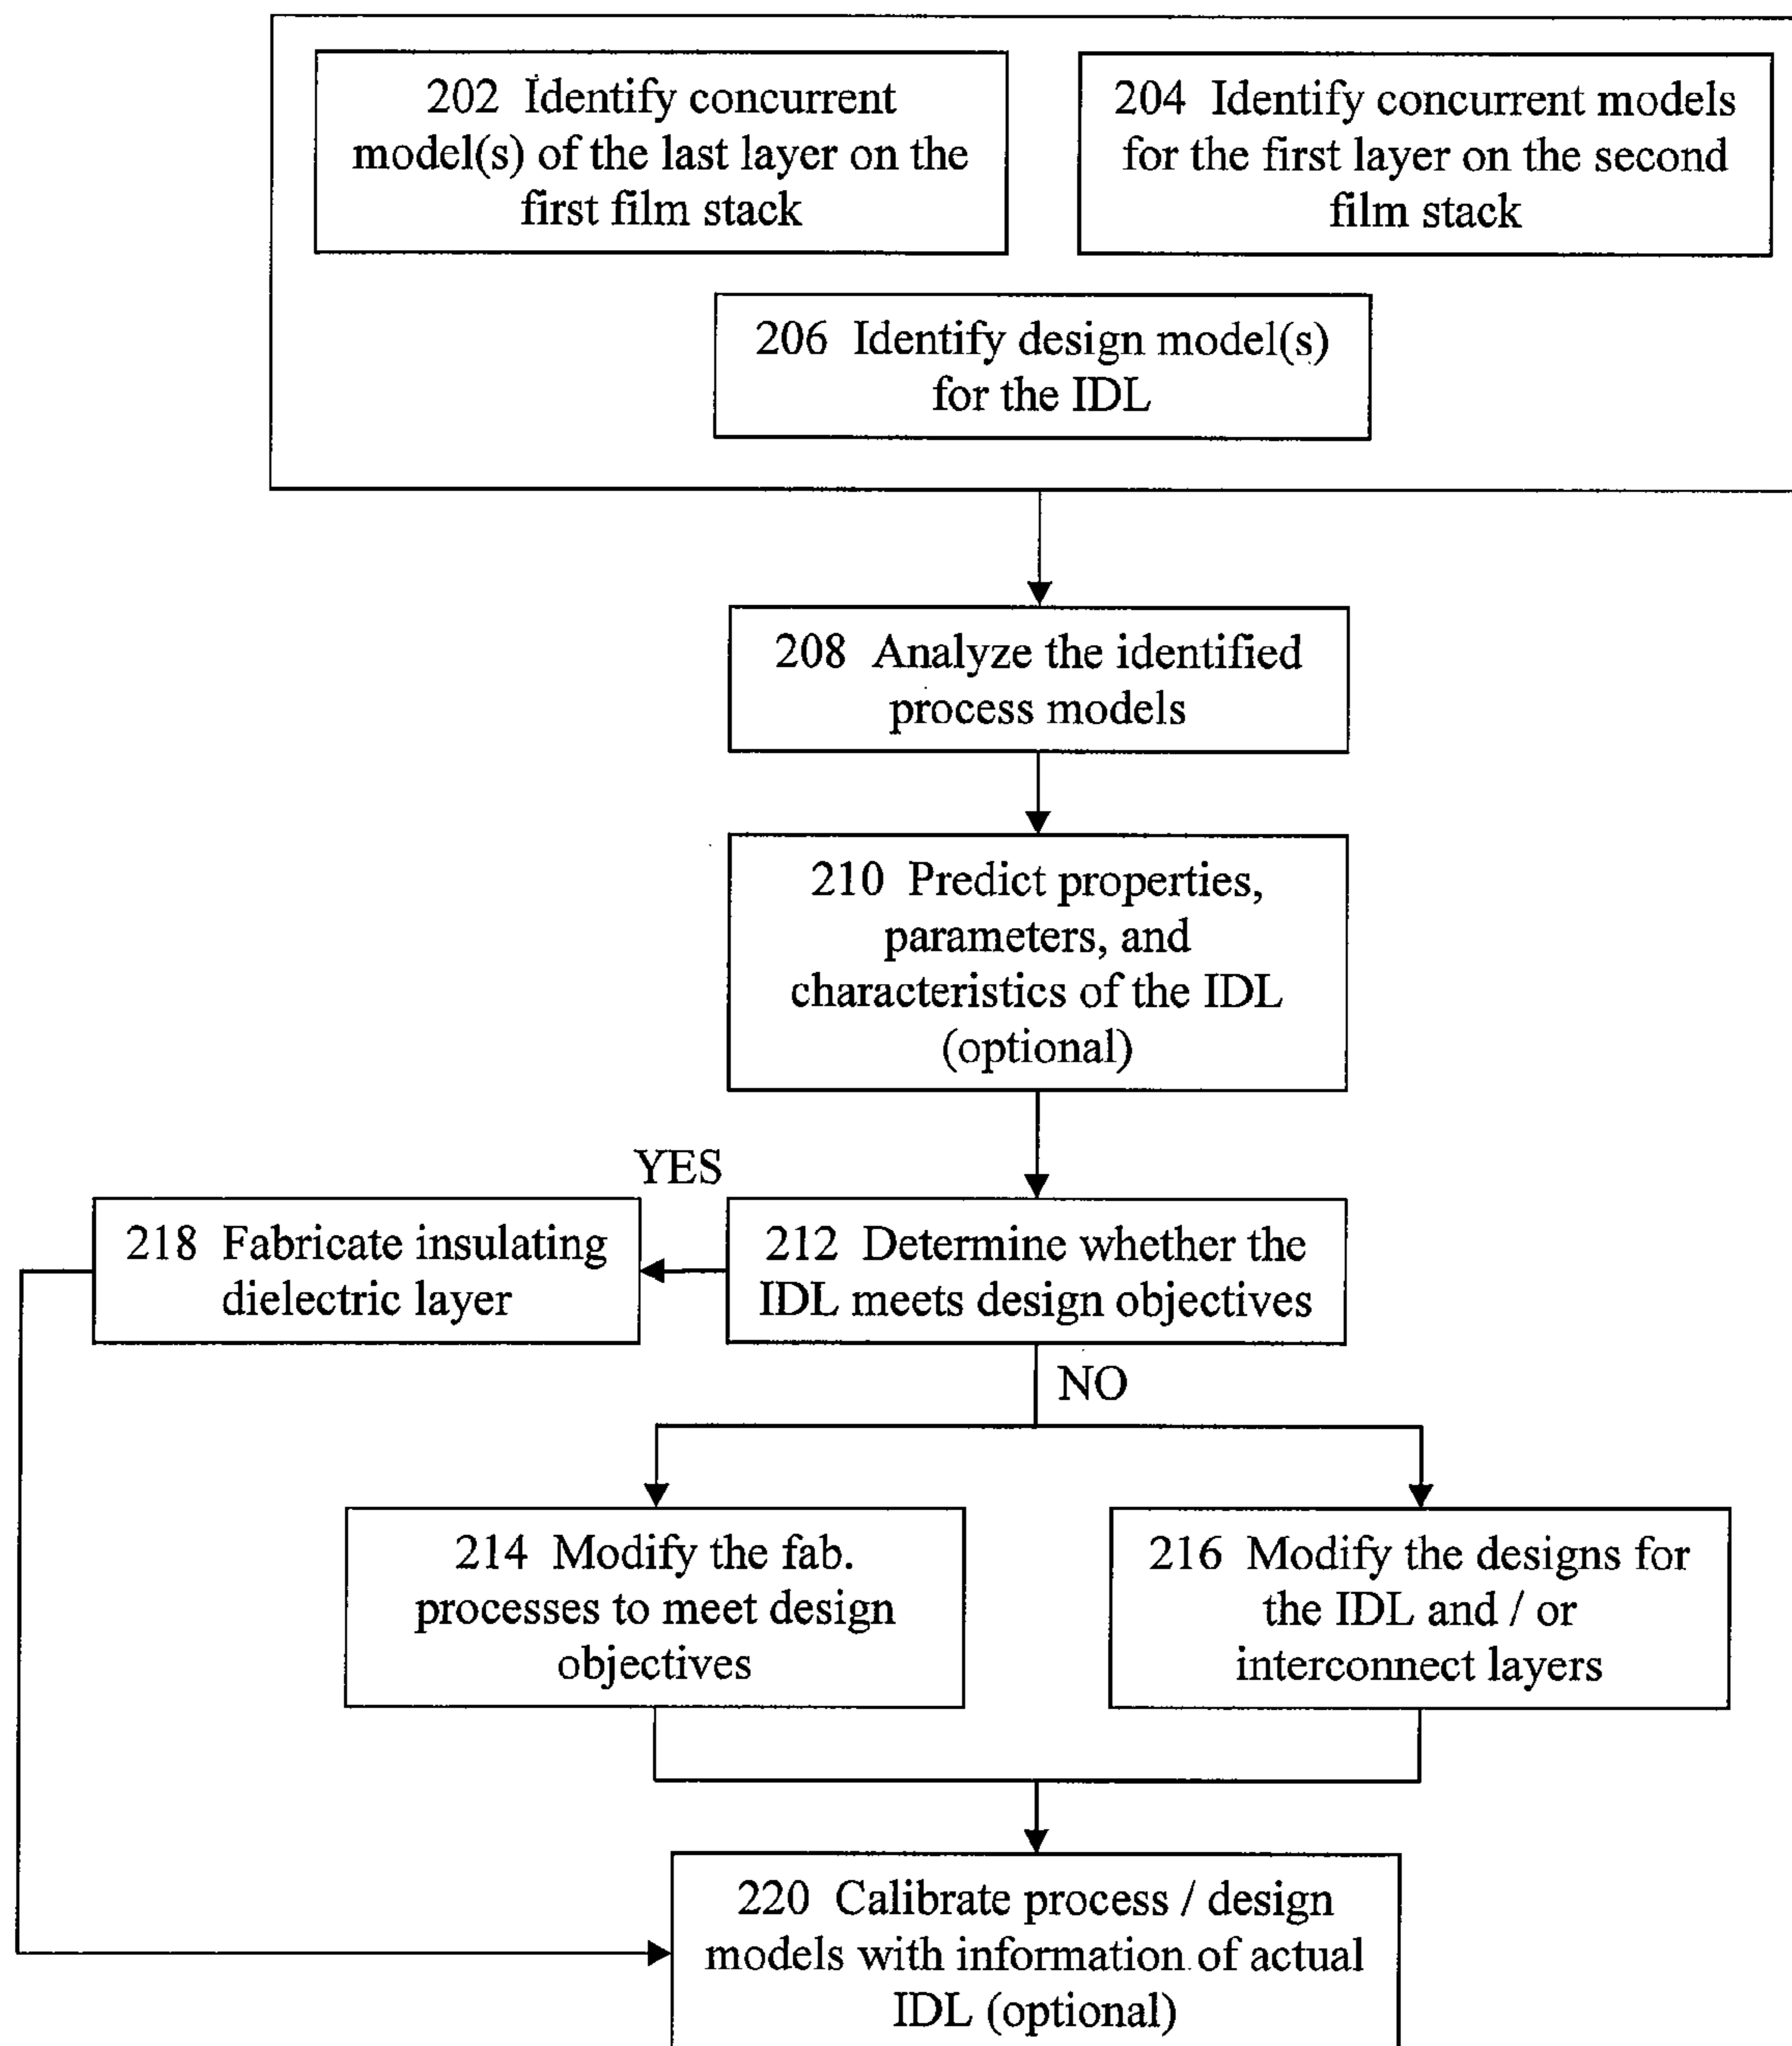 202 Identify concurrent
model(s) of the last layer on the
first film stack
204 Identify concurrent models
for the first layer on the second
film stack
206 Identify design model(s)
for the IDL
208 Analyze the identified
process models
210 Predict properties,
parameters, and
characteristics of the IDL
(optional)
YES
218 Fabricate insulating
dielectric layer
212 Determine whether the
IDL meets design objectives
NO
214 Modify the fab.
processes to meet design
objectives
216 Modify the designs for
the IDL and / or
interconnect layers
220 Calibrate process / design
models with information of actual
IDL (optional)